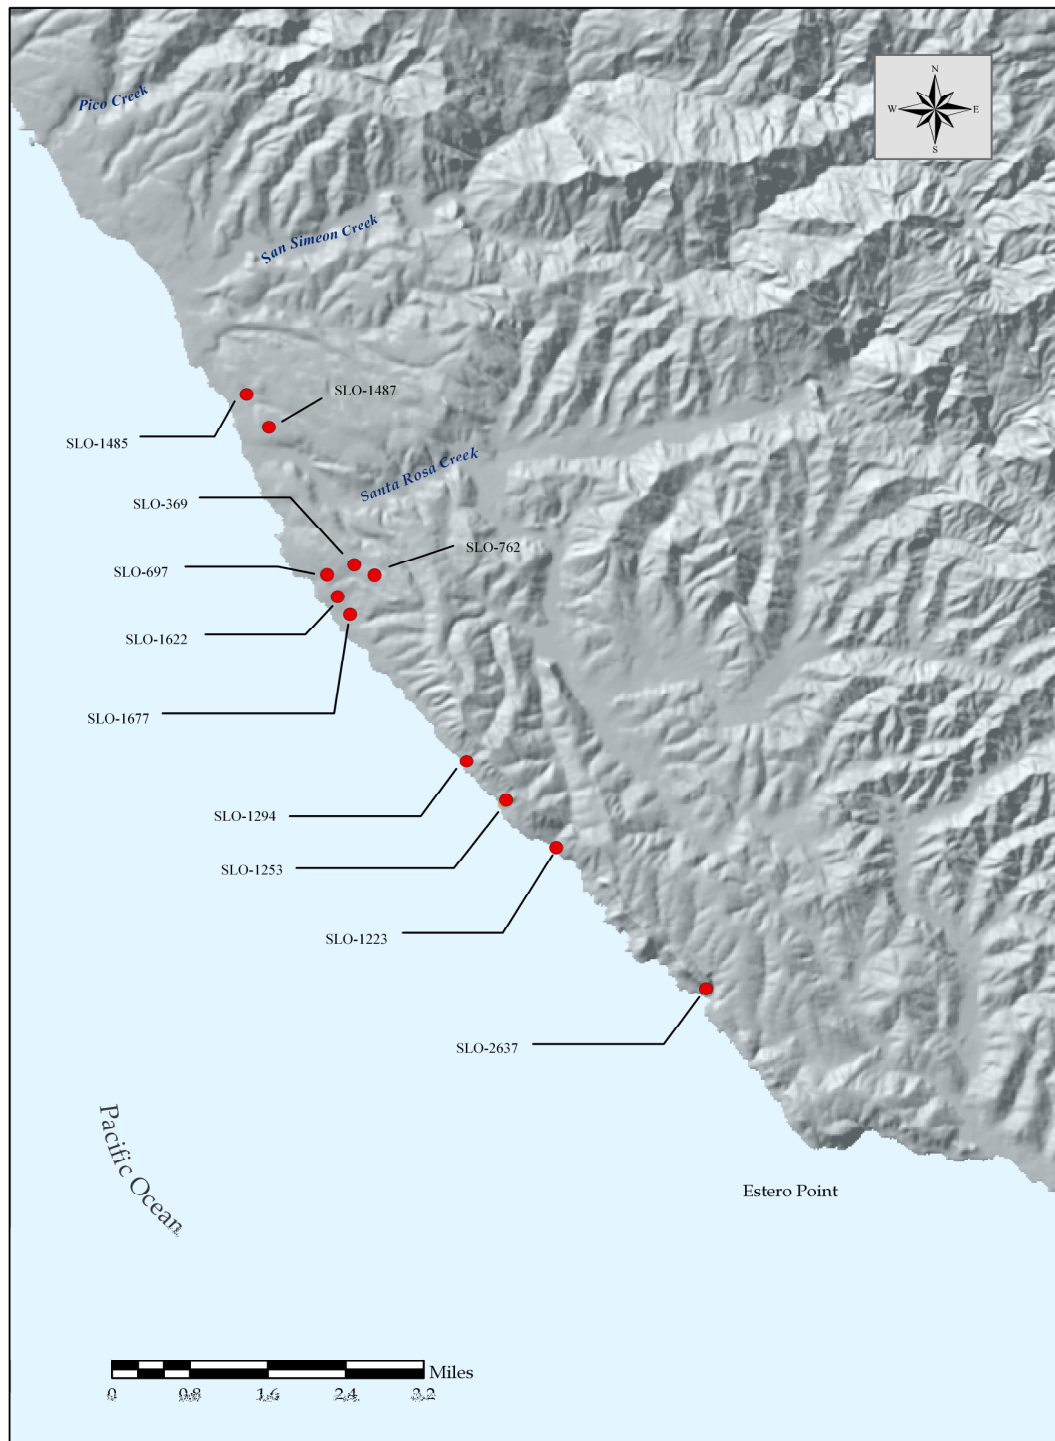 N
Pico Creek
W
E
S
San Simeon Creek
SLO-1487
SLO-1485
Santa Rosa Creek
SLO-369
SLO-762
SLO-697
SLO-1622
SLO-1677
SLO-1294
SLO-1253
SLO-1223
SLO-2637
Pacific Ocean
Estero Point
Miles
0 0.8 1.6 2.4 3.2